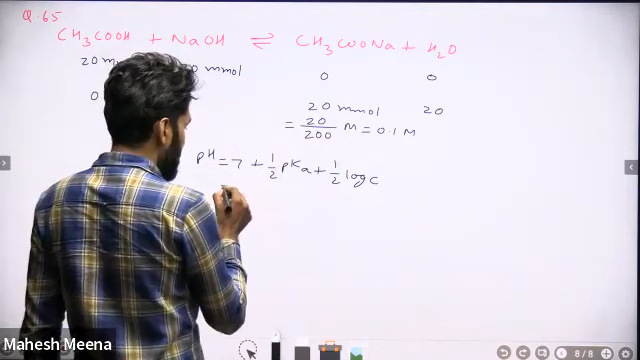 Q.65
CH3COOH + NaOH ⇌ CH3COONa + H2O
20 m mmol 0 0
0 20 mmol 20
= 20/200 M = 0.1 M
pH = 7 + 1/2 pKa + 1/2 log C
Mahesh Meena
8/8